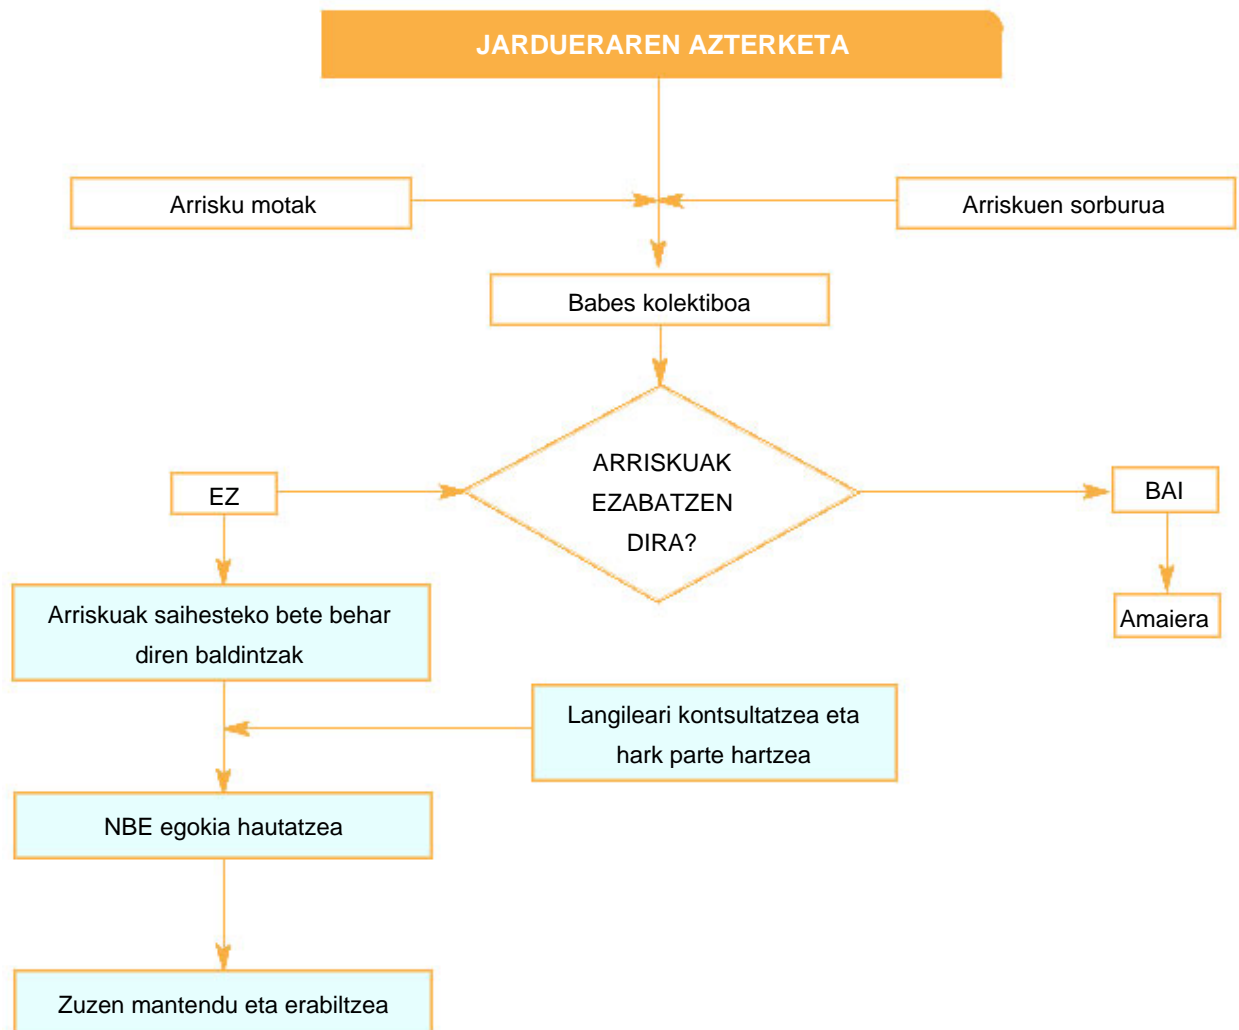 JARDUERAREN AZTERKETA
Arrisku motak
Arriskuen sorburua
Babes kolektiboa
ARRISKUAK
EZABATZEN
DIRA?
EZ
BAI
Arriskuak saihesteko bete behar
diren baldintzak
Amaiera
Langileari kontsultatzea eta
hark parte hartzea
NBE egokia hautatzea
Zuzen mantendu eta erabiltzea